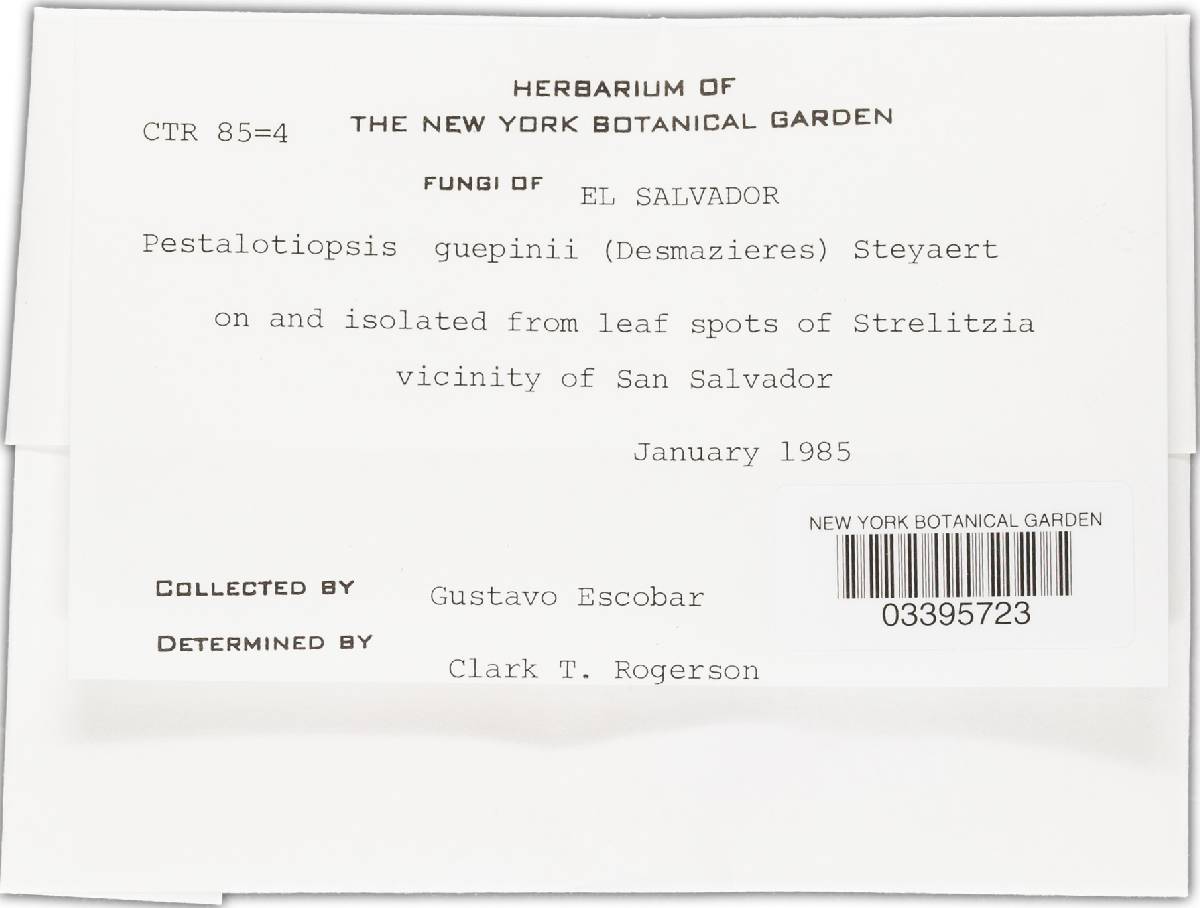 HERBARIUM OF
THE NEW YORK BOTANICAL GARDEN
CTR 85=4
FUNGI OF EL SALVADOR
Pestalotiopsis guepinii (Desmazieres) Steyaert
on and isolated from leaf spots of Strelitzia
vicinity of San Salvador
January 1985
NEW YORK BOTANICAL GARDEN
03395723
COLLECTED BY Gustavo Escobar
DETERMINED BY
Clark T. Rogerson